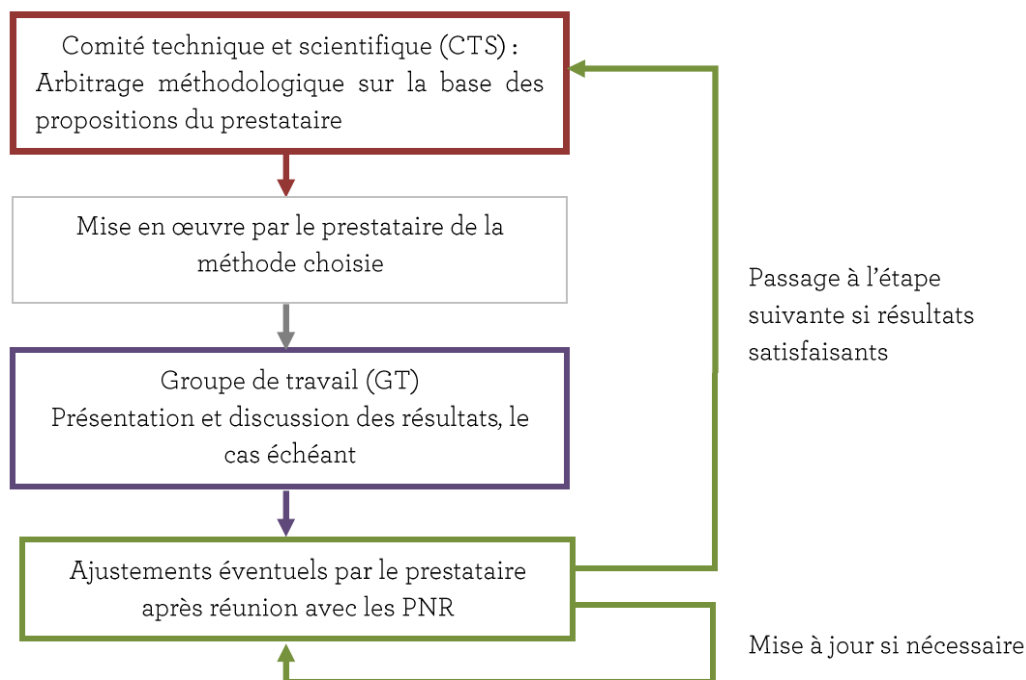 Comité technique et scientifique (CTS) :
Arbitrage méthodologique sur la base des
propositions du prestataire
Mise en œuvre par le prestataire de la
méthode choisie
Groupe de travail (GT)
Présentation et discussion des résultats, le
cas échéant
Ajustements éventuels par le prestataire
après réunion avec les PNR
Passage à l'étape
suivante si résultats
satisfaisants
Mise à jour si nécessaire